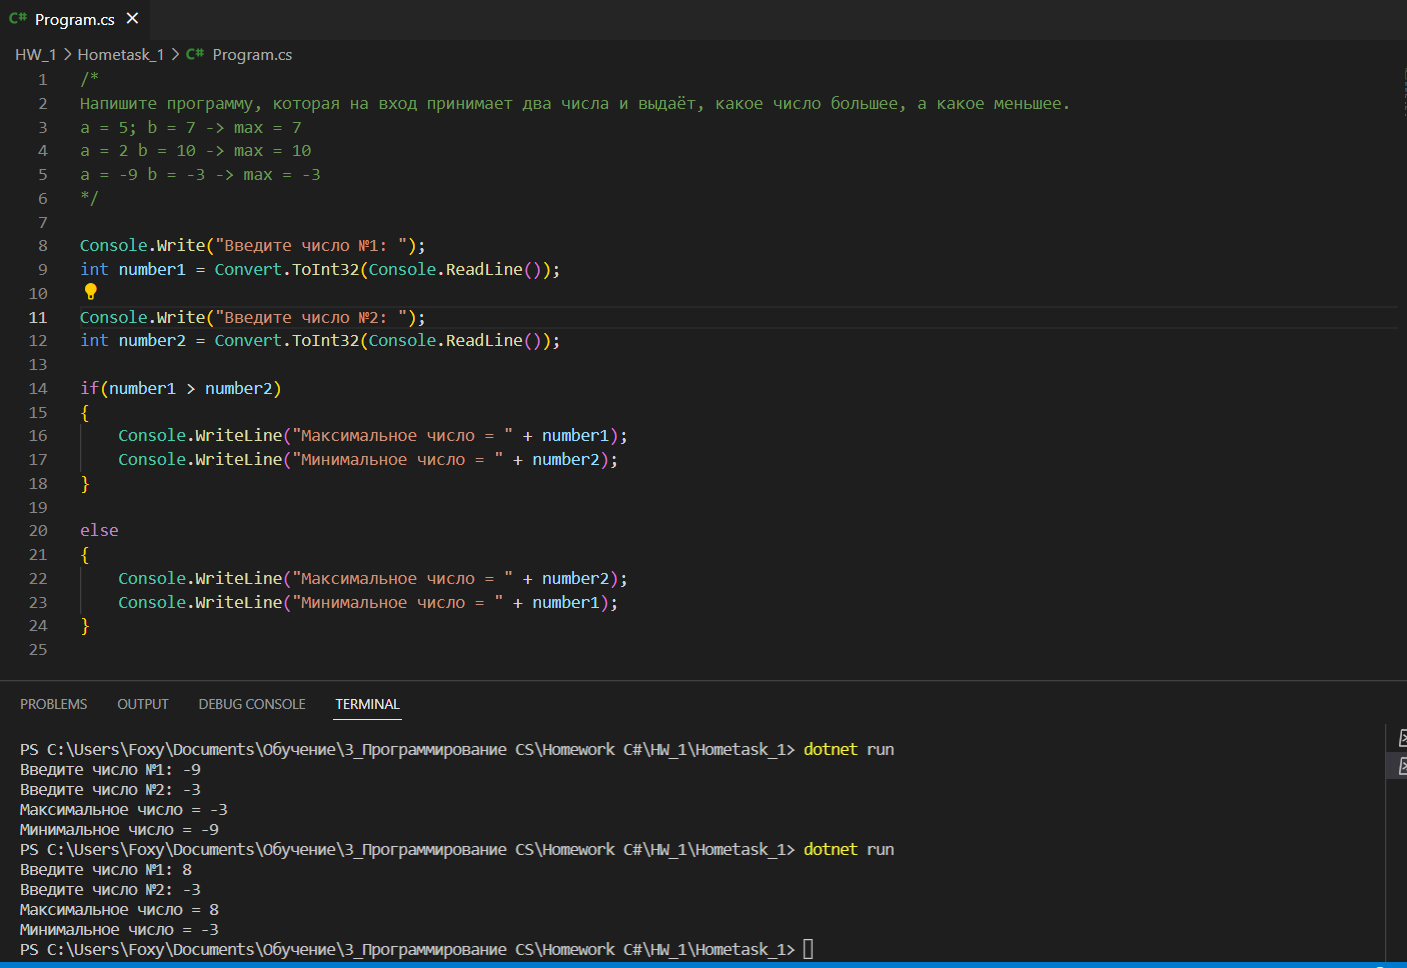 C# Program.cs ×
HW_1 > Hometask_1 > C# Program.cs
1 /*
2 Напишите программу, которая на вход принимает два числа и выдаёт, какое число большее, а какое меньшее.
3 a = 5; b = 7 -> max = 7
4 a = 2 b = 10 -> max = 10
5 a = -9 b = -3 -> max = -3
6 */
7
8 Console.Write("Введите число №1: ");
9 int number1 = Convert.ToInt32(Console.ReadLine());
10
11 Console.Write("Введите число №2: ");
12 int number2 = Convert.ToInt32(Console.ReadLine());
13
14 if(number1 > number2)
15 {
16     Console.WriteLine("Максимальное число = " + number1);
17     Console.WriteLine("Минимальное число = " + number2);
18 }
19
20 else
21 {
22     Console.WriteLine("Максимальное число = " + number2);
23     Console.WriteLine("Минимальное число = " + number1);
24 }
25
PROBLEMS OUTPUT DEBUG CONSOLE TERMINAL
PS C:\Users\Foxy\Documents\Обучение\3_Программирование CS\Homework C#\HW_1\Hometask_1> dotnet run
Введите число №1: -9
Введите число №2: -3
Максимальное число = -3
Минимальное число = -9
PS C:\Users\Foxy\Documents\Обучение\3_Программирование CS\Homework C#\HW_1\Hometask_1> dotnet run
Введите число №1: 8
Введите число №2: -3
Максимальное число = 8
Минимальное число = -3
PS C:\Users\Foxy\Documents\Обучение\3_Программирование CS\Homework C#\HW_1\Hometask_1>